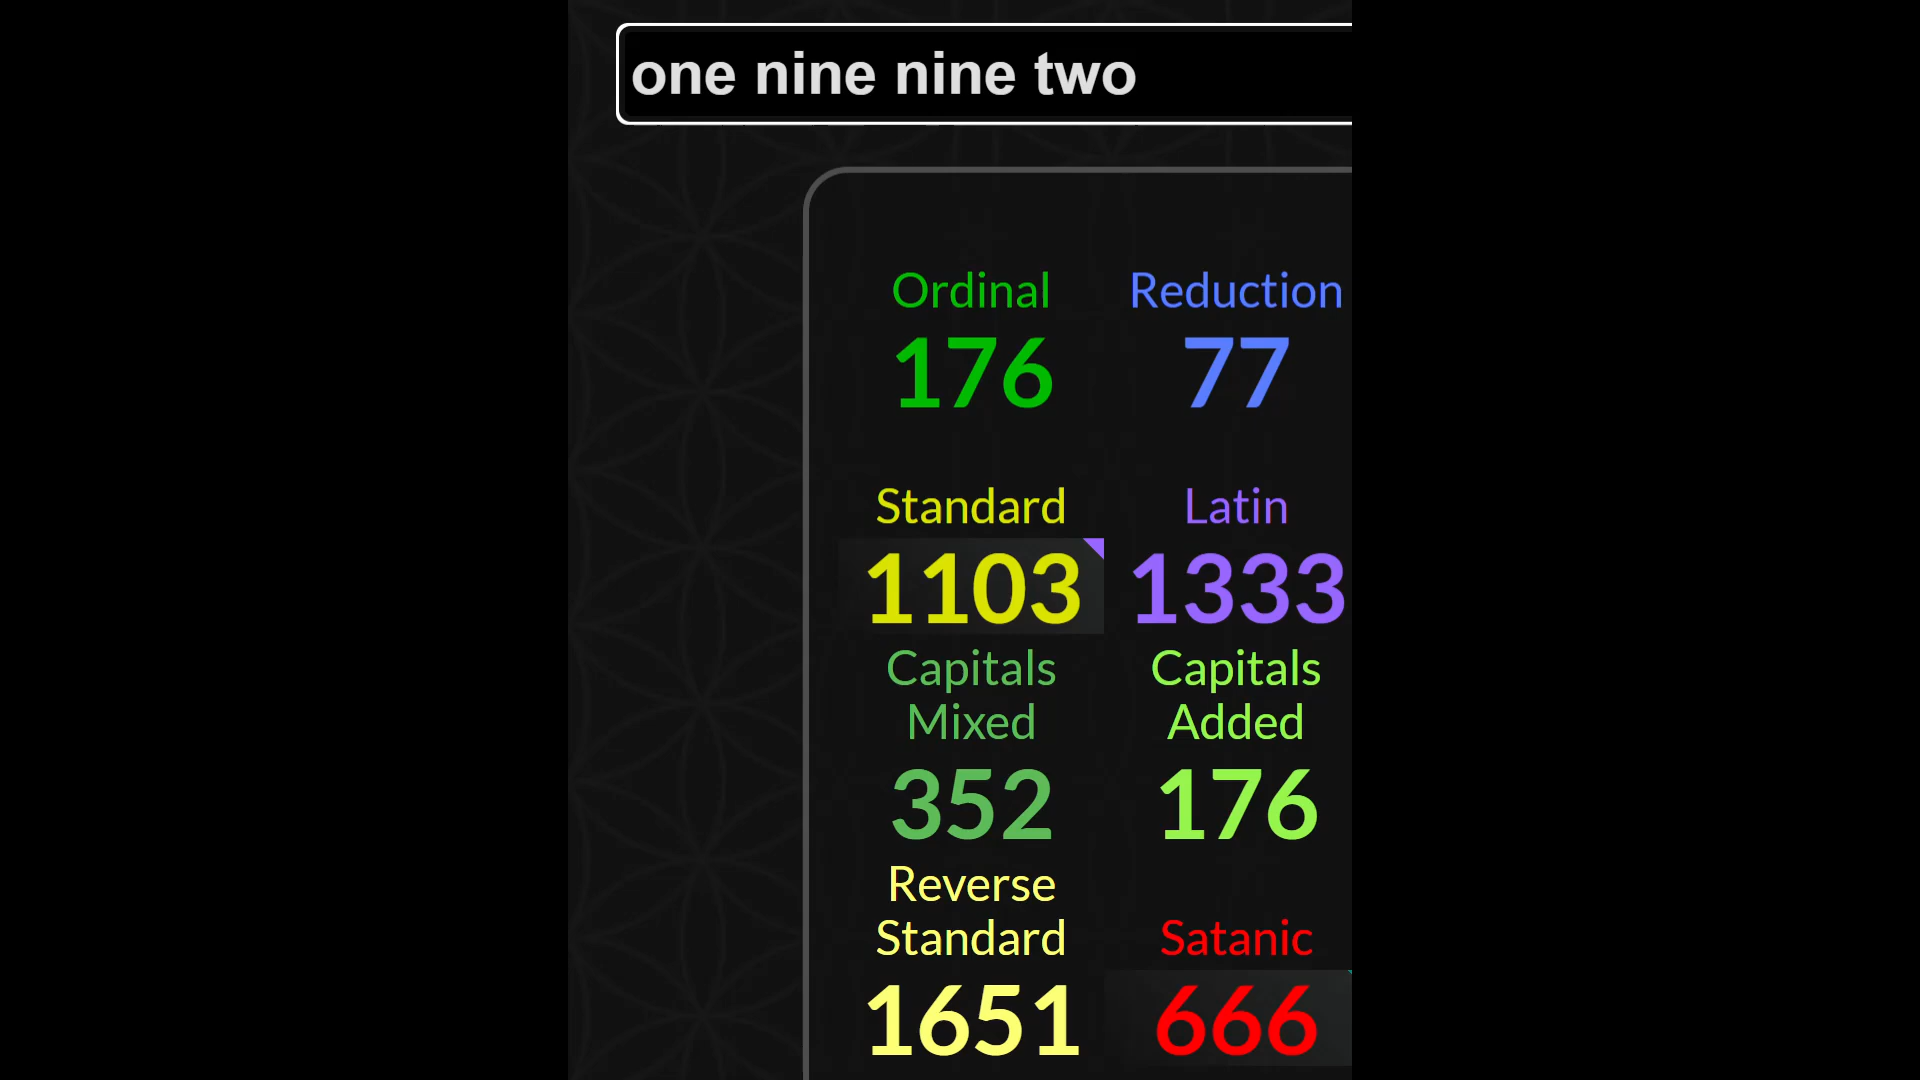 one nine nine two
Ordinal Reduction
176 77
Standard Latin
1103 1333
Capitals Capitals
Mixed Added
352 176
Reverse
Standard Satanic
1651 666